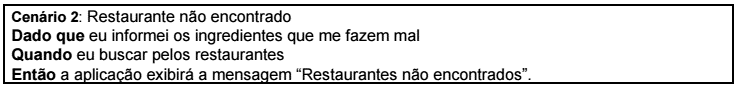 Cenário 2: Restaurante não encontrado
Dado que eu informei os ingredientes que me fazem mal
Quando eu buscar pelos restaurantes
Então a aplicação exibirá a mensagem “Restaurantes não encontrados”.